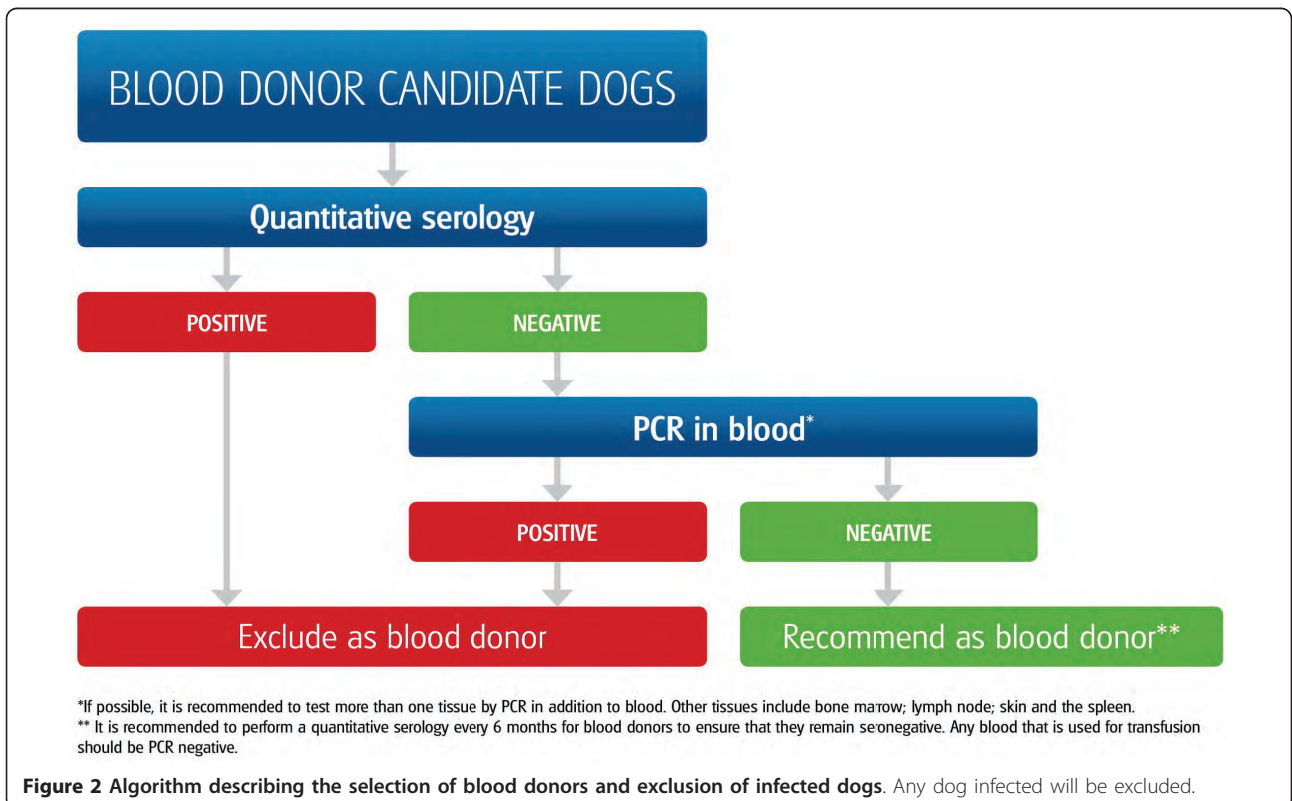 BLOOD DONOR CANDIDATE DOGS
Quantitative serology
POSITIVE
NEGATIVE
PCR in blood*
POSITIVE
NEGATIVE
Exclude as blood donor
Recommend as blood donor**
*If possible, it is recommended to test more than one tissue by PCR in addition to blood. Other tissues include bone marrow; lymph node; skin and the spleen.
** It is recommended to perform a quantitative serology every 6 months for blood donors to ensure that they remain seronegative. Any blood that is used for transfusion
should be PCR negative.
Figure 2 Algorithm describing the selection of blood donors and exclusion of infected dogs. Any dog infected will be excluded.